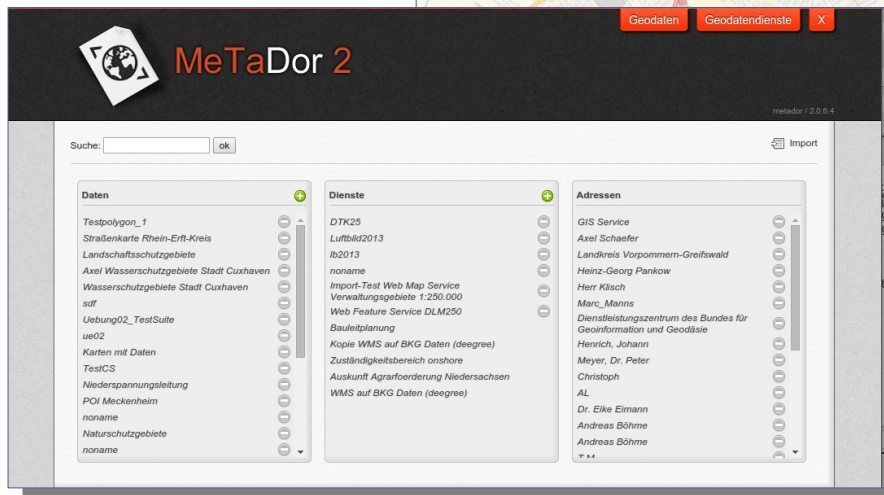 Geodaten Geodatendienste X
MeTaDor 2
metador / 2.0.6.4
Suche: ok Import
Daten
Testpolygon_1
Straßenkarte Rhein-Erft-Kreis
Landschaftsschutzgebiete
Axel Wasserschutzgebiete Stadt Cuxhaven
Wasserschutzgebiete Stadt Cuxhaven
sdf
Uebung02_TestSuite
ue02
Karten mit Daten
TestCS
Niederspannungsleitung
POI Meckenheim
noname
Naturschutzgebiete
noname
Dienste
DTK25
Luftbild2013
lb2013
noname
Import-Test Web Map Service
Verwaltungsgebiete 1:250.000
Web Feature Service DLM250
Bauleitplanung
Kopie WMS auf BKG Daten (deegree)
Zuständigkeitsbereich onshore
Auskunft Agrarfoerderung Niedersachsen
WMS auf BKG Daten (deegree)
Adressen
GIS Service
Axel Schaefer
Landkreis Vorpommern-Greifswald
Heinz-Georg Pankow
Herr Klisch
Marc_Manns
Dienstleistungszentrum des Bundes für
Geoinformation und Geodäsie
Henrich, Johann
Meyer, Dr. Peter
Christoph
AL
Dr. Eike Eimann
Andreas Böhme
Andreas Böhme